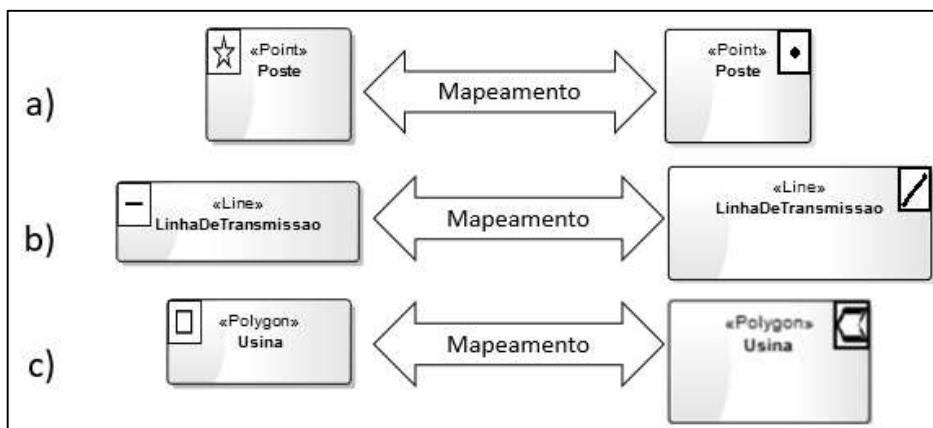 a)
«Point»
Poste
Mapeamento
«Point»
Poste
b)
«Line»
LinhaDeTransmissao
Mapeamento
«Line»
LinhaDeTransmissao
c)
«Polygon»
Usina
Mapeamento
«Polygon»
Usina